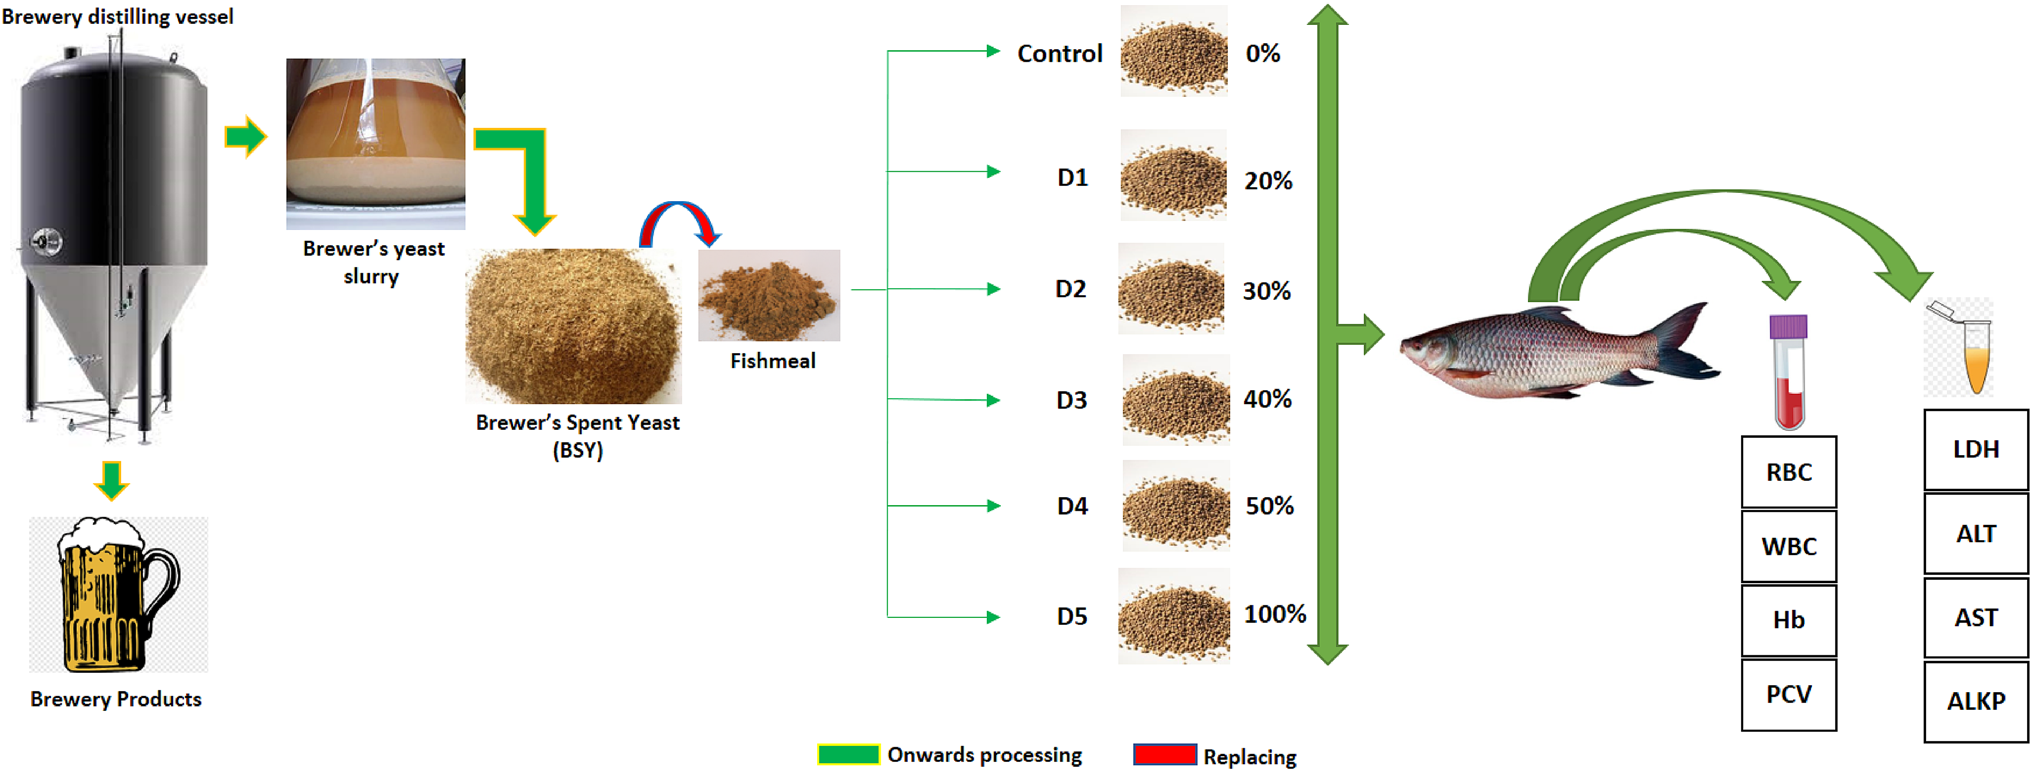 Brewery distilling vessel
Brewer's yeast
slurry
Brewer's Spent Yeast
(BSY)
Fishmeal
Brewery Products
Control 0%
D1 20%
D2 30%
D3 40%
D4 50%
D5 100%
RBC
WBC
Hb
PCV
LDH
ALT
AST
ALKP
Onwards processing
Replacing